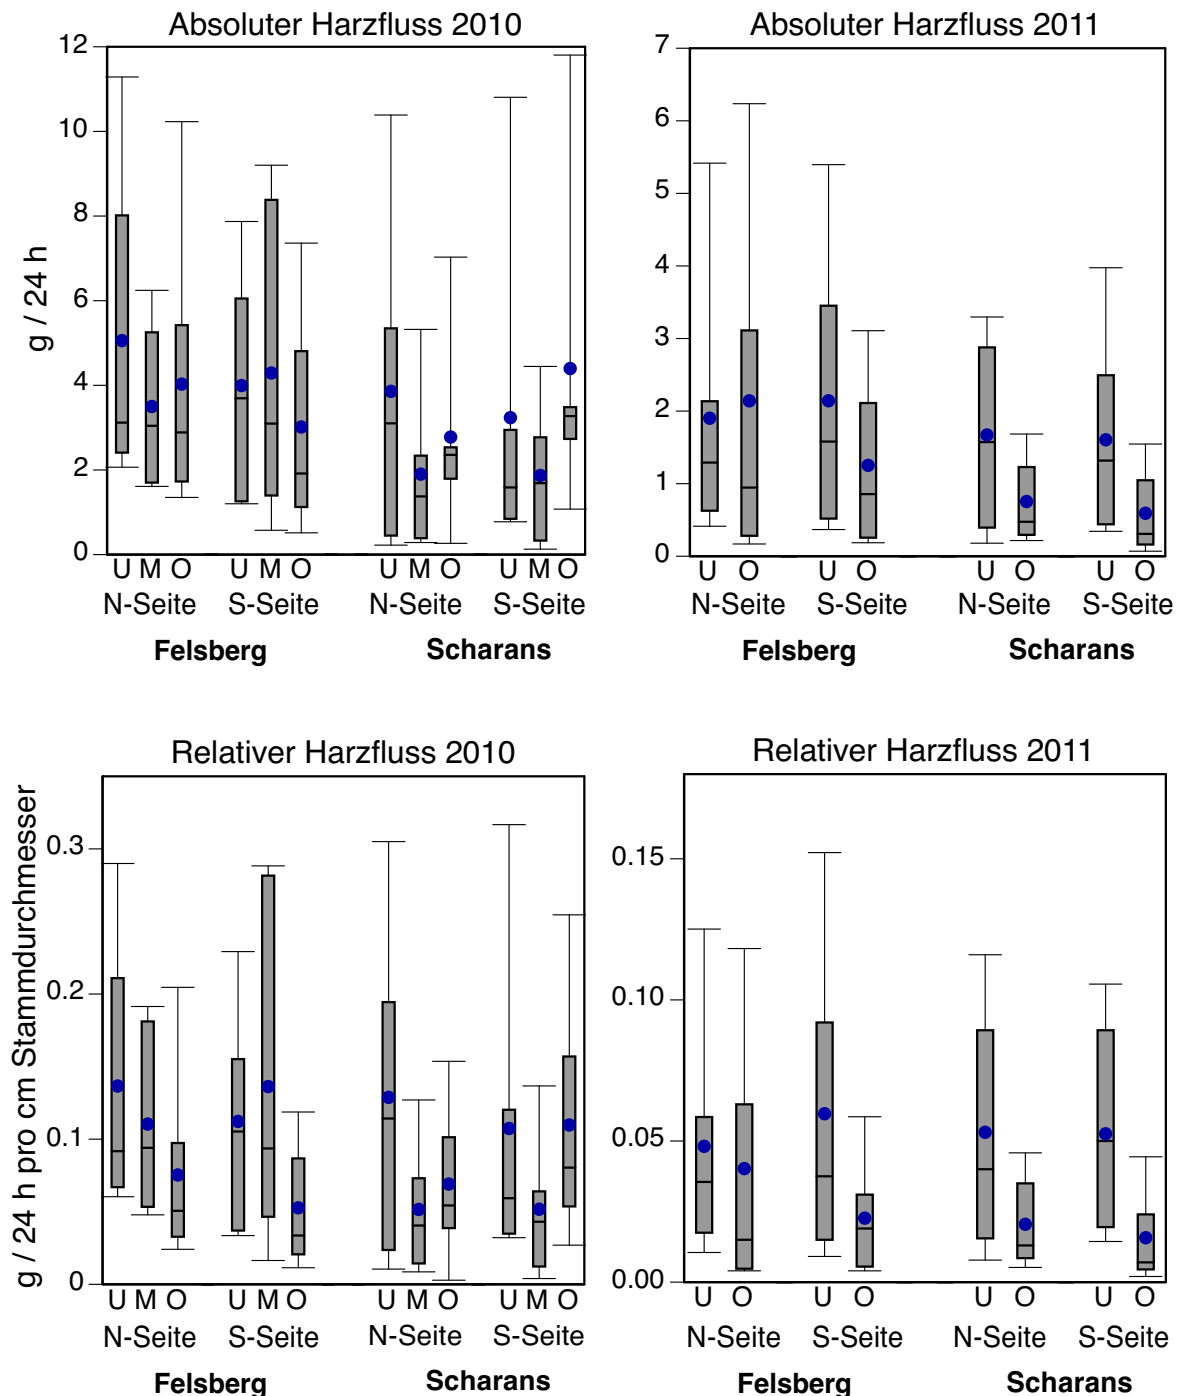 Absoluter Harzfluss 2010
g / 24 h
12
10
8
6
4
2
0
U M O U M O U M O U M O
N-Seite S-Seite N-Seite S-Seite
Felsberg Scharans
Absoluter Harzfluss 2011
7
6
5
4
3
2
1
0
U O U O U O U O
N-Seite S-Seite N-Seite S-Seite
Felsberg Scharans
Relativer Harzfluss 2010
g / 24 h pro cm Stammdurchmesser
0.3
0.2
0.1
0
U M O U M O U M O U M O
N-Seite S-Seite N-Seite S-Seite
Felsberg Scharans
Relativer Harzfluss 2011
0.15
0.10
0.05
0.00
U O U O U O U O
N-Seite S-Seite N-Seite S-Seite
Felsberg Scharans